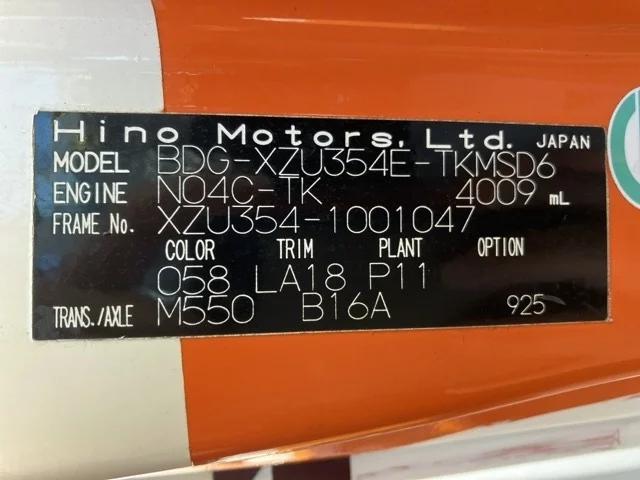 Hino Motors, Ltd. JAPAN
MODEL BDG-XZU354E-TKMSD6
ENGINE N04C-TK 4009 mL
FRAME No. XZU354-1001047
COLOR TRIM PLANT OPTION
058 LA18 P11
TRANS./AXLE M550 B16A 925